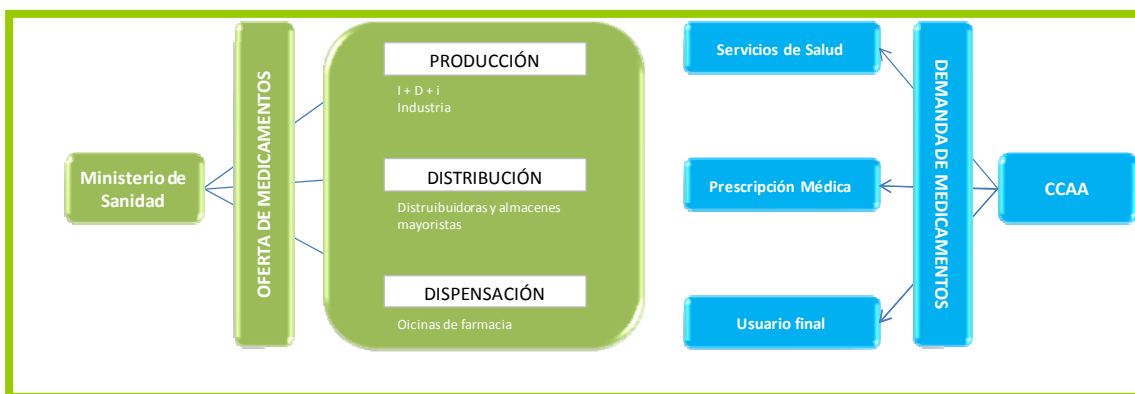 Ministerio de
Sanidad
OFERTA DE MEDICAMENTOS
PRODUCCIÓN
I + D + i
Industria
DISTRIBUCIÓN
Distruibuidoras y almacenes
mayoristas
DISPENSACIÓN
Oicinas de farmacia
Servicios de Salud
Prescripción Médica
Usuario final
DEMANDA DE MEDICAMENTOS
CCAA